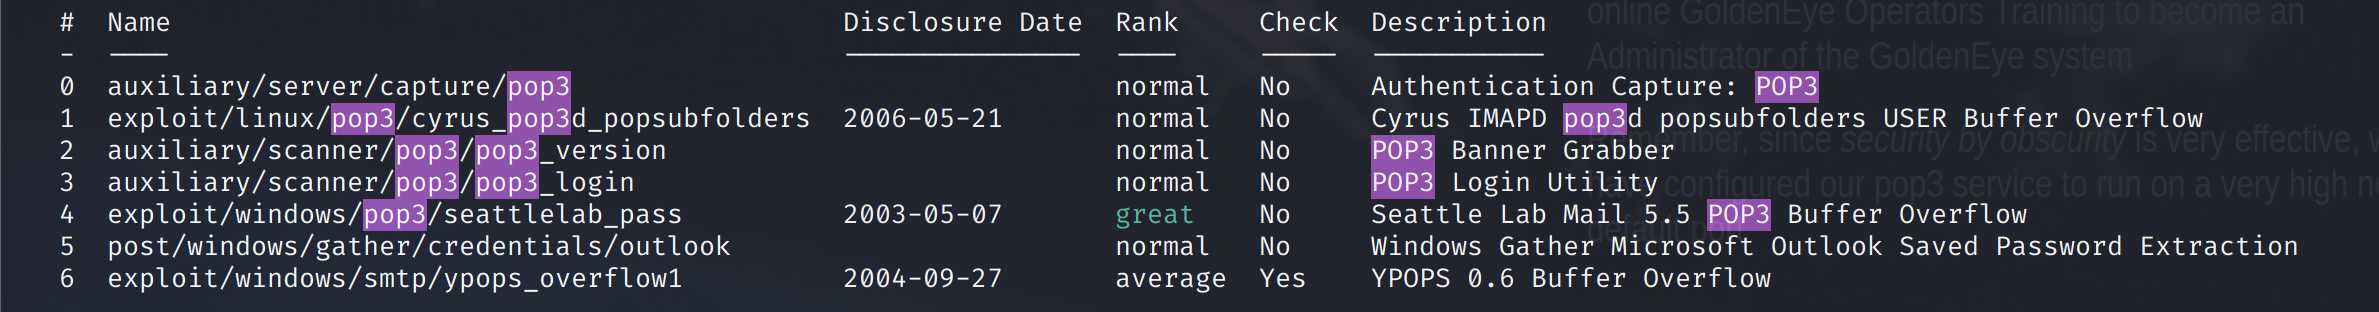 # Name Disclosure Date Rank Check Description
- ---- --------------- ---- ----- -----------
0 auxiliary/server/capture/pop3 normal No Authentication Capture: POP3
1 exploit/linux/pop3/cyrus_pop3d_popsubfolders 2006-05-21 normal No Cyrus IMAPD pop3d popsubfolders USER Buffer Overflow
2 auxiliary/scanner/pop3/pop3_version normal No POP3 Banner Grabber
3 auxiliary/scanner/pop3/pop3_login normal No POP3 Login Utility
4 exploit/windows/pop3/seattlelab_pass 2003-05-07 great No Seattle Lab Mail 5.5 POP3 Buffer Overflow
5 post/windows/gather/credentials/outlook normal No Windows Gather Microsoft Outlook Saved Password Extraction
6 exploit/windows/smtp/ypops_overflow1 2004-09-27 average Yes YPOPS 0.6 Buffer Overflow
online GoldenEye Operators Training to become an
Administrator of the GoldenEye system
since security by obscurity is very effective,
configured our pop3 service to run on a very high